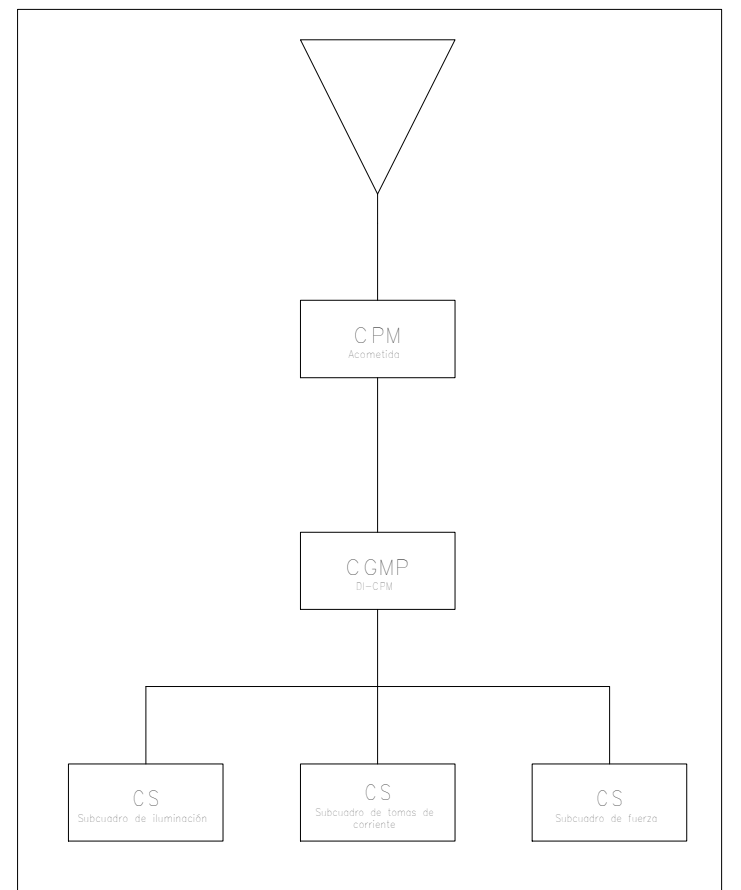 CPM
Acometida
CGMP
DI-CPM
CS
Subcuadro de iluminación
CS
Subcuadro de tomas de
corriente
CS
Subcuadro de fuerza